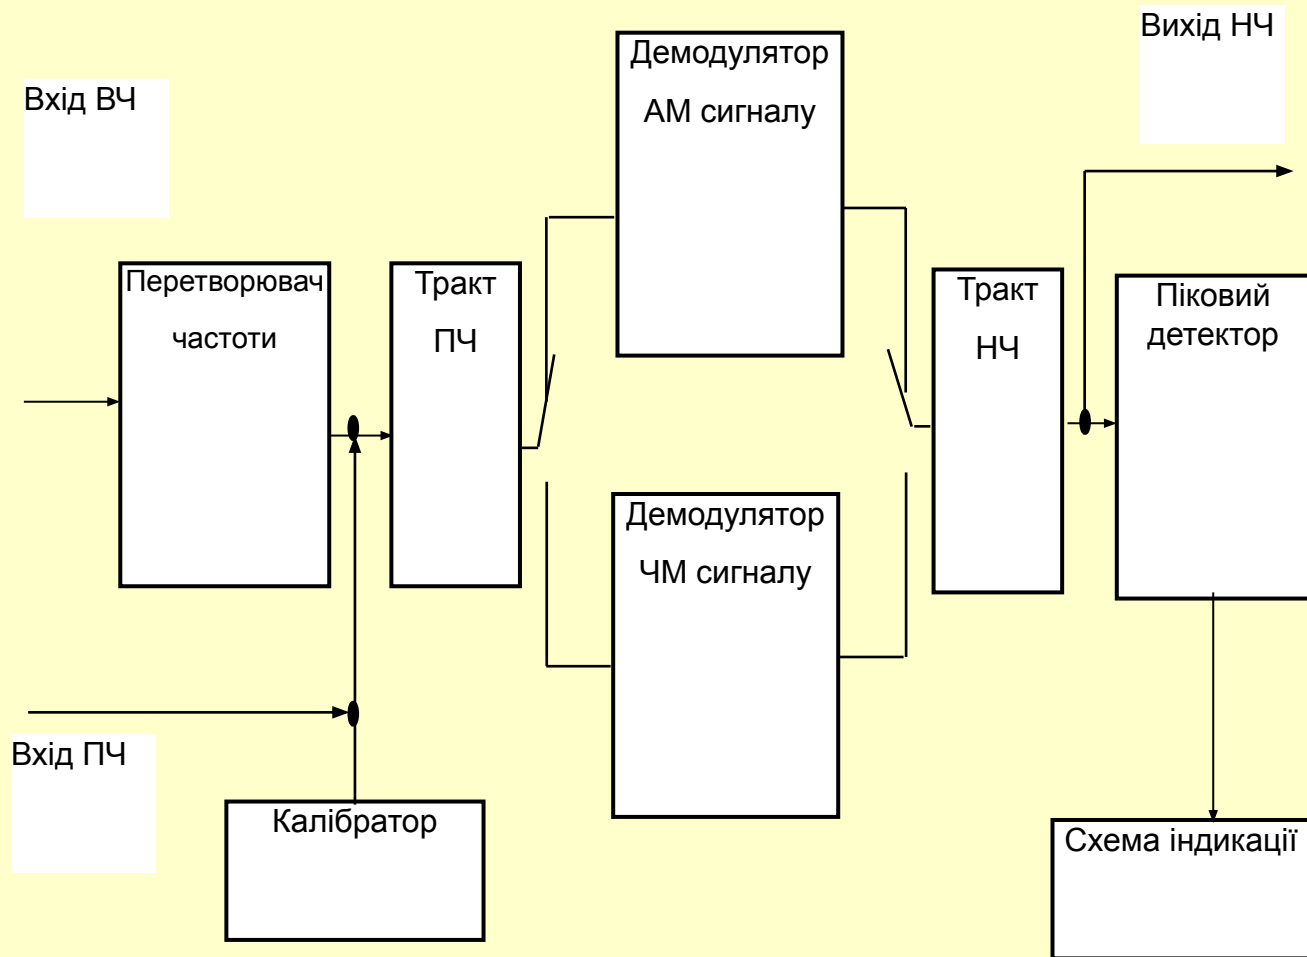 Вихід НЧ
Демодулятор
АМ сигналу
Вхід ВЧ
Перетворювач
частоти
Тракт
ПЧ
Тракт
НЧ
Піковий
детектор
Демодулятор
ЧМ сигналу
Вхід ПЧ
Калібратор
Схема індикації